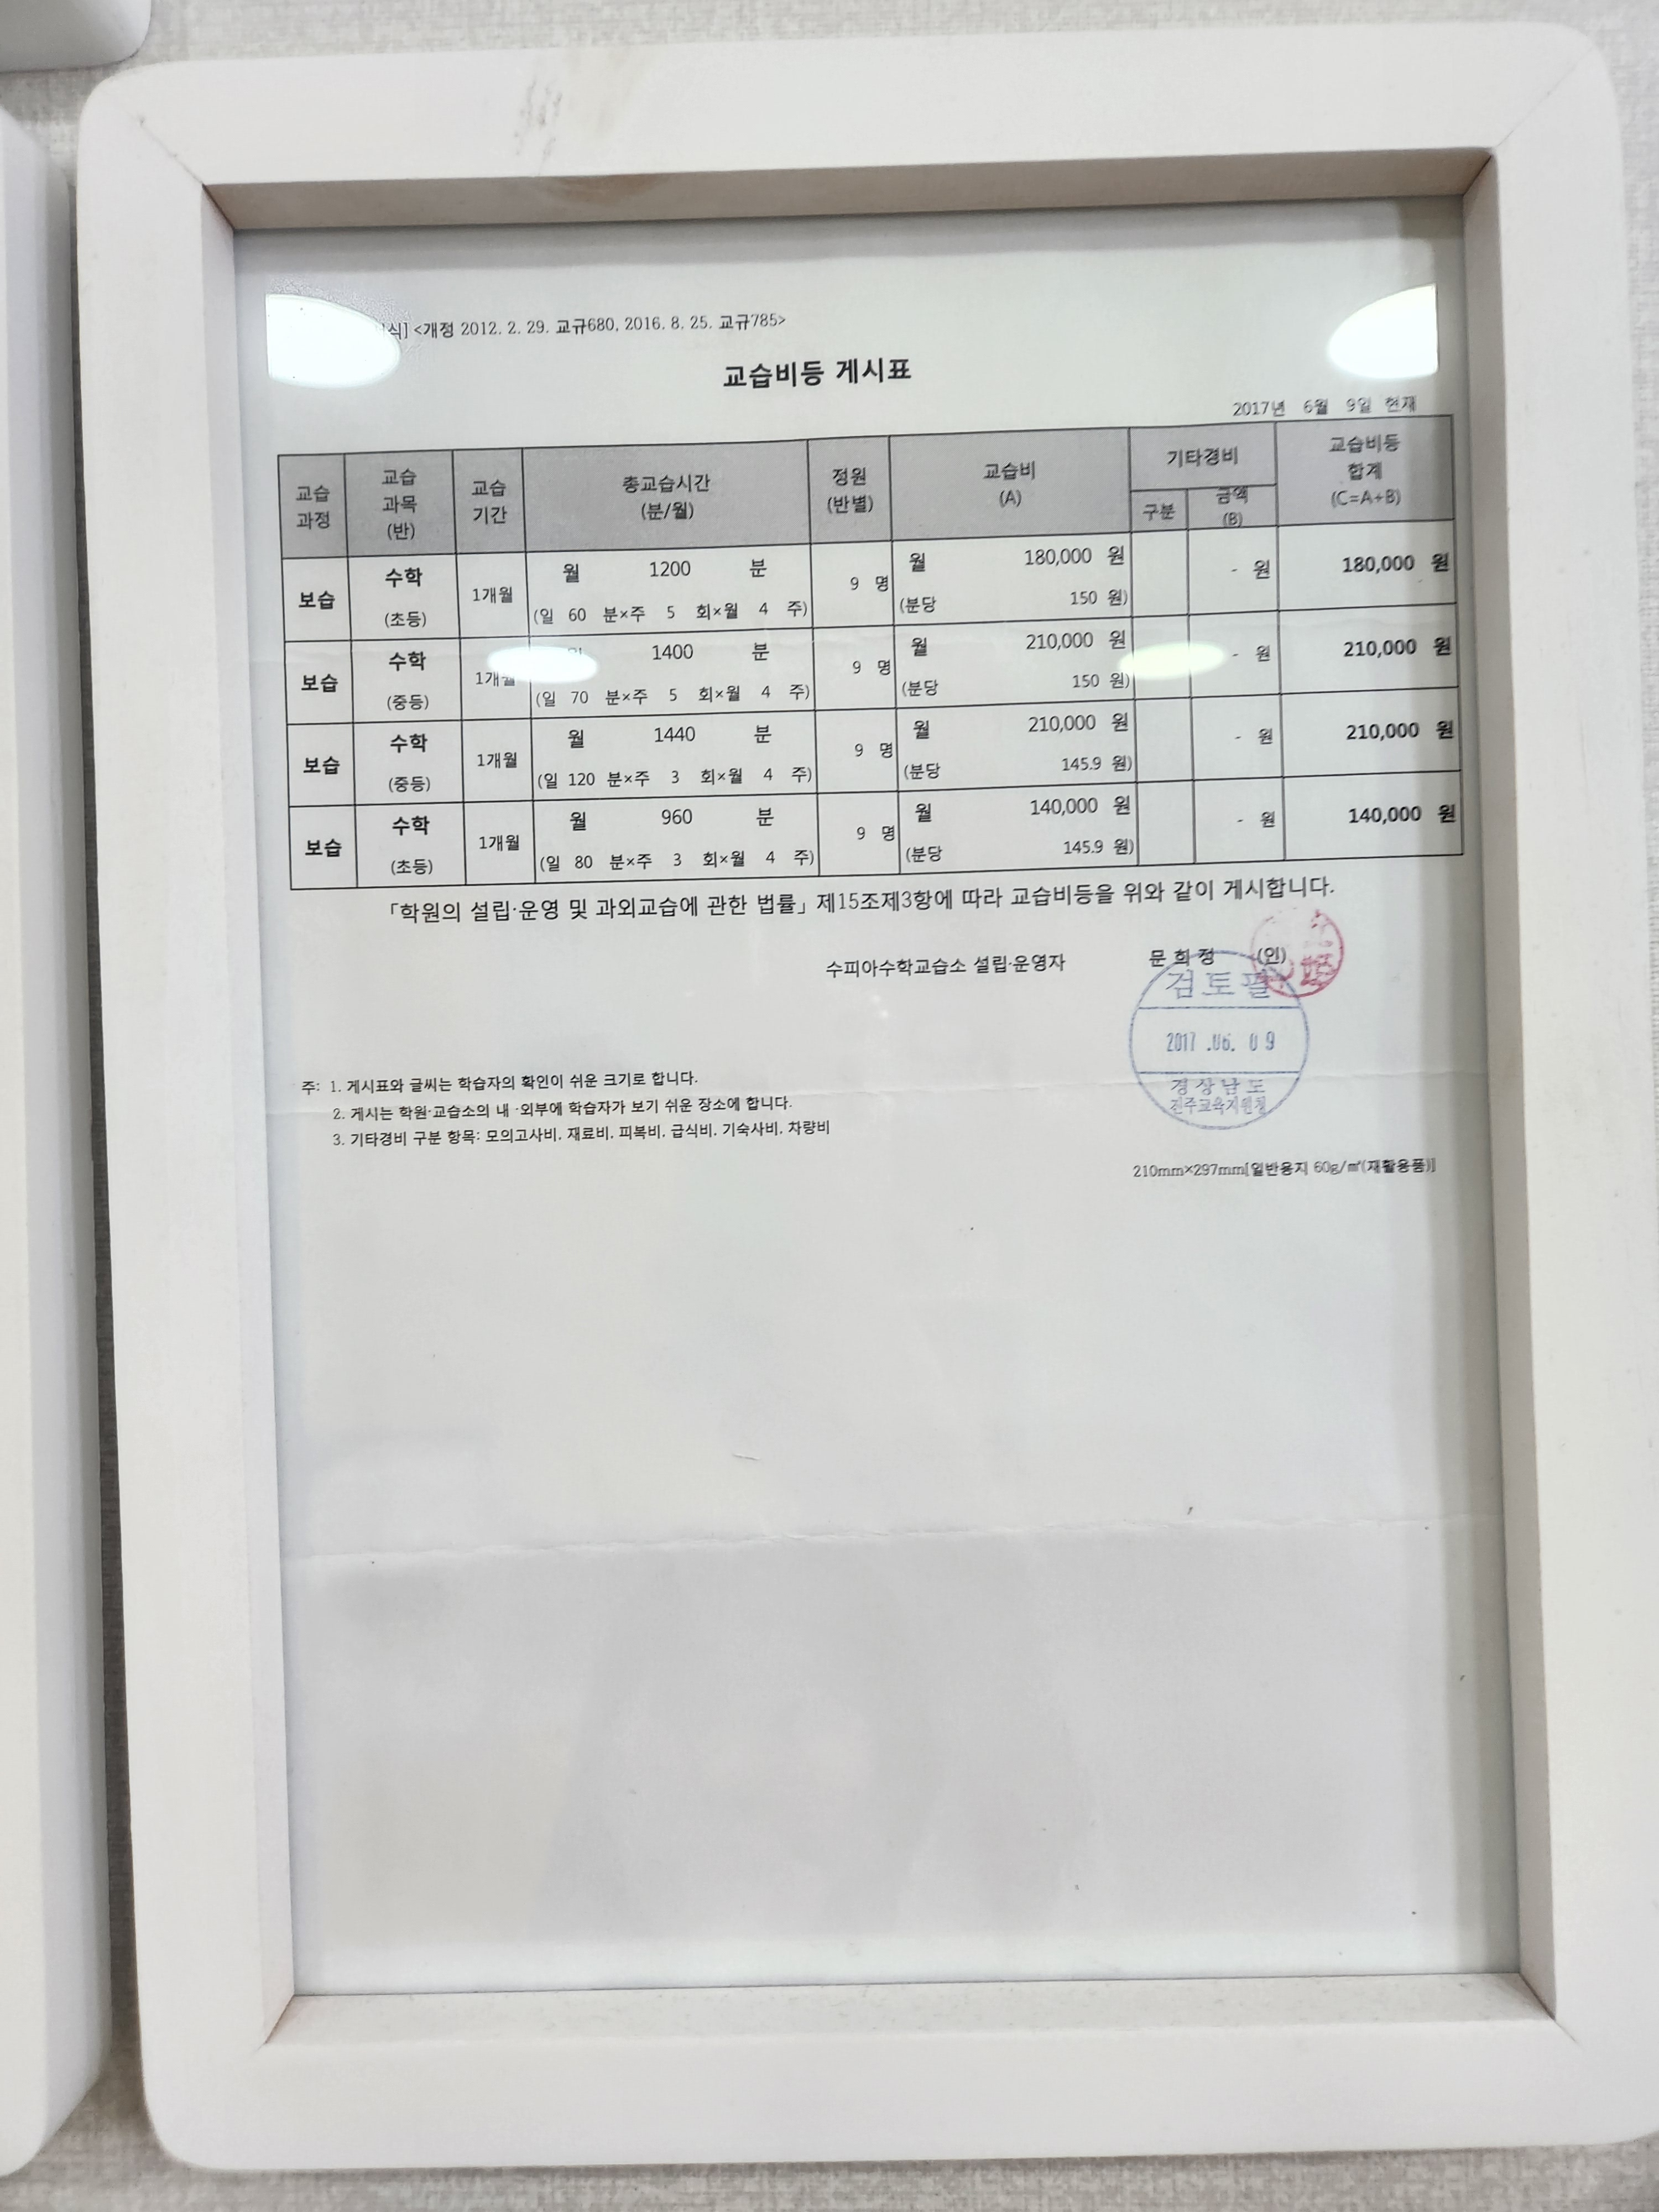 식] <개정 2012. 2. 29. 교규680, 2016. 8. 25. 교규785>
교습비등 게시표
2017년 6월 9일 현재
교습 과정 교습 과목 (반) 교습 기간 총교습시간 (분/월) 정원 (반별) 교습비 (A) 기타경비 구분 금액 (B) 교습비등 합계 (C=A+B)
보습 수학 (초등) 1개월 월 1200 분 (일 60 분×주 5 회×월 4 주) 9 명 월 180,000 원 (분당 150 원) - 원 180,000 원
보습 수학 (중등) 1개월 1400 분 (일 70 분×주 5 회×월 4 주) 9 명 월 210,000 원 (분당 150 원) - 원 210,000 원
보습 수학 (중등) 1개월 월 1440 분 (일 120 분×주 3 회×월 4 주) 9 명 월 210,000 원 (분당 145.9 원) - 원 210,000 원
보습 수학 (초등) 1개월 월 960 분 (일 80 분×주 3 회×월 4 주) 9 명 월 140,000 원 (분당 145.9 원) - 원 140,000 원
「학원의 설립·운영 및 과외교습에 관한 법률」 제15조제3항에 따라 교습비등을 위와 같이 게시합니다.
수피아수학교습소 설립·운영자 문 희 정 (인)
검토필
2017 .06. 09
경상남도
진주교육지원청
주: 1. 게시표와 글씨는 학습자의 확인이 쉬운 크기로 합니다.
2. 게시는 학원·교습소의 내·외부에 학습자가 보기 쉬운 장소에 합니다.
3. 기타경비 구분 항목: 모의고사비, 재료비, 피복비, 급식비, 기숙사비, 차량비
210mm×297mm[일반용지 60g/㎡(재활용품)]